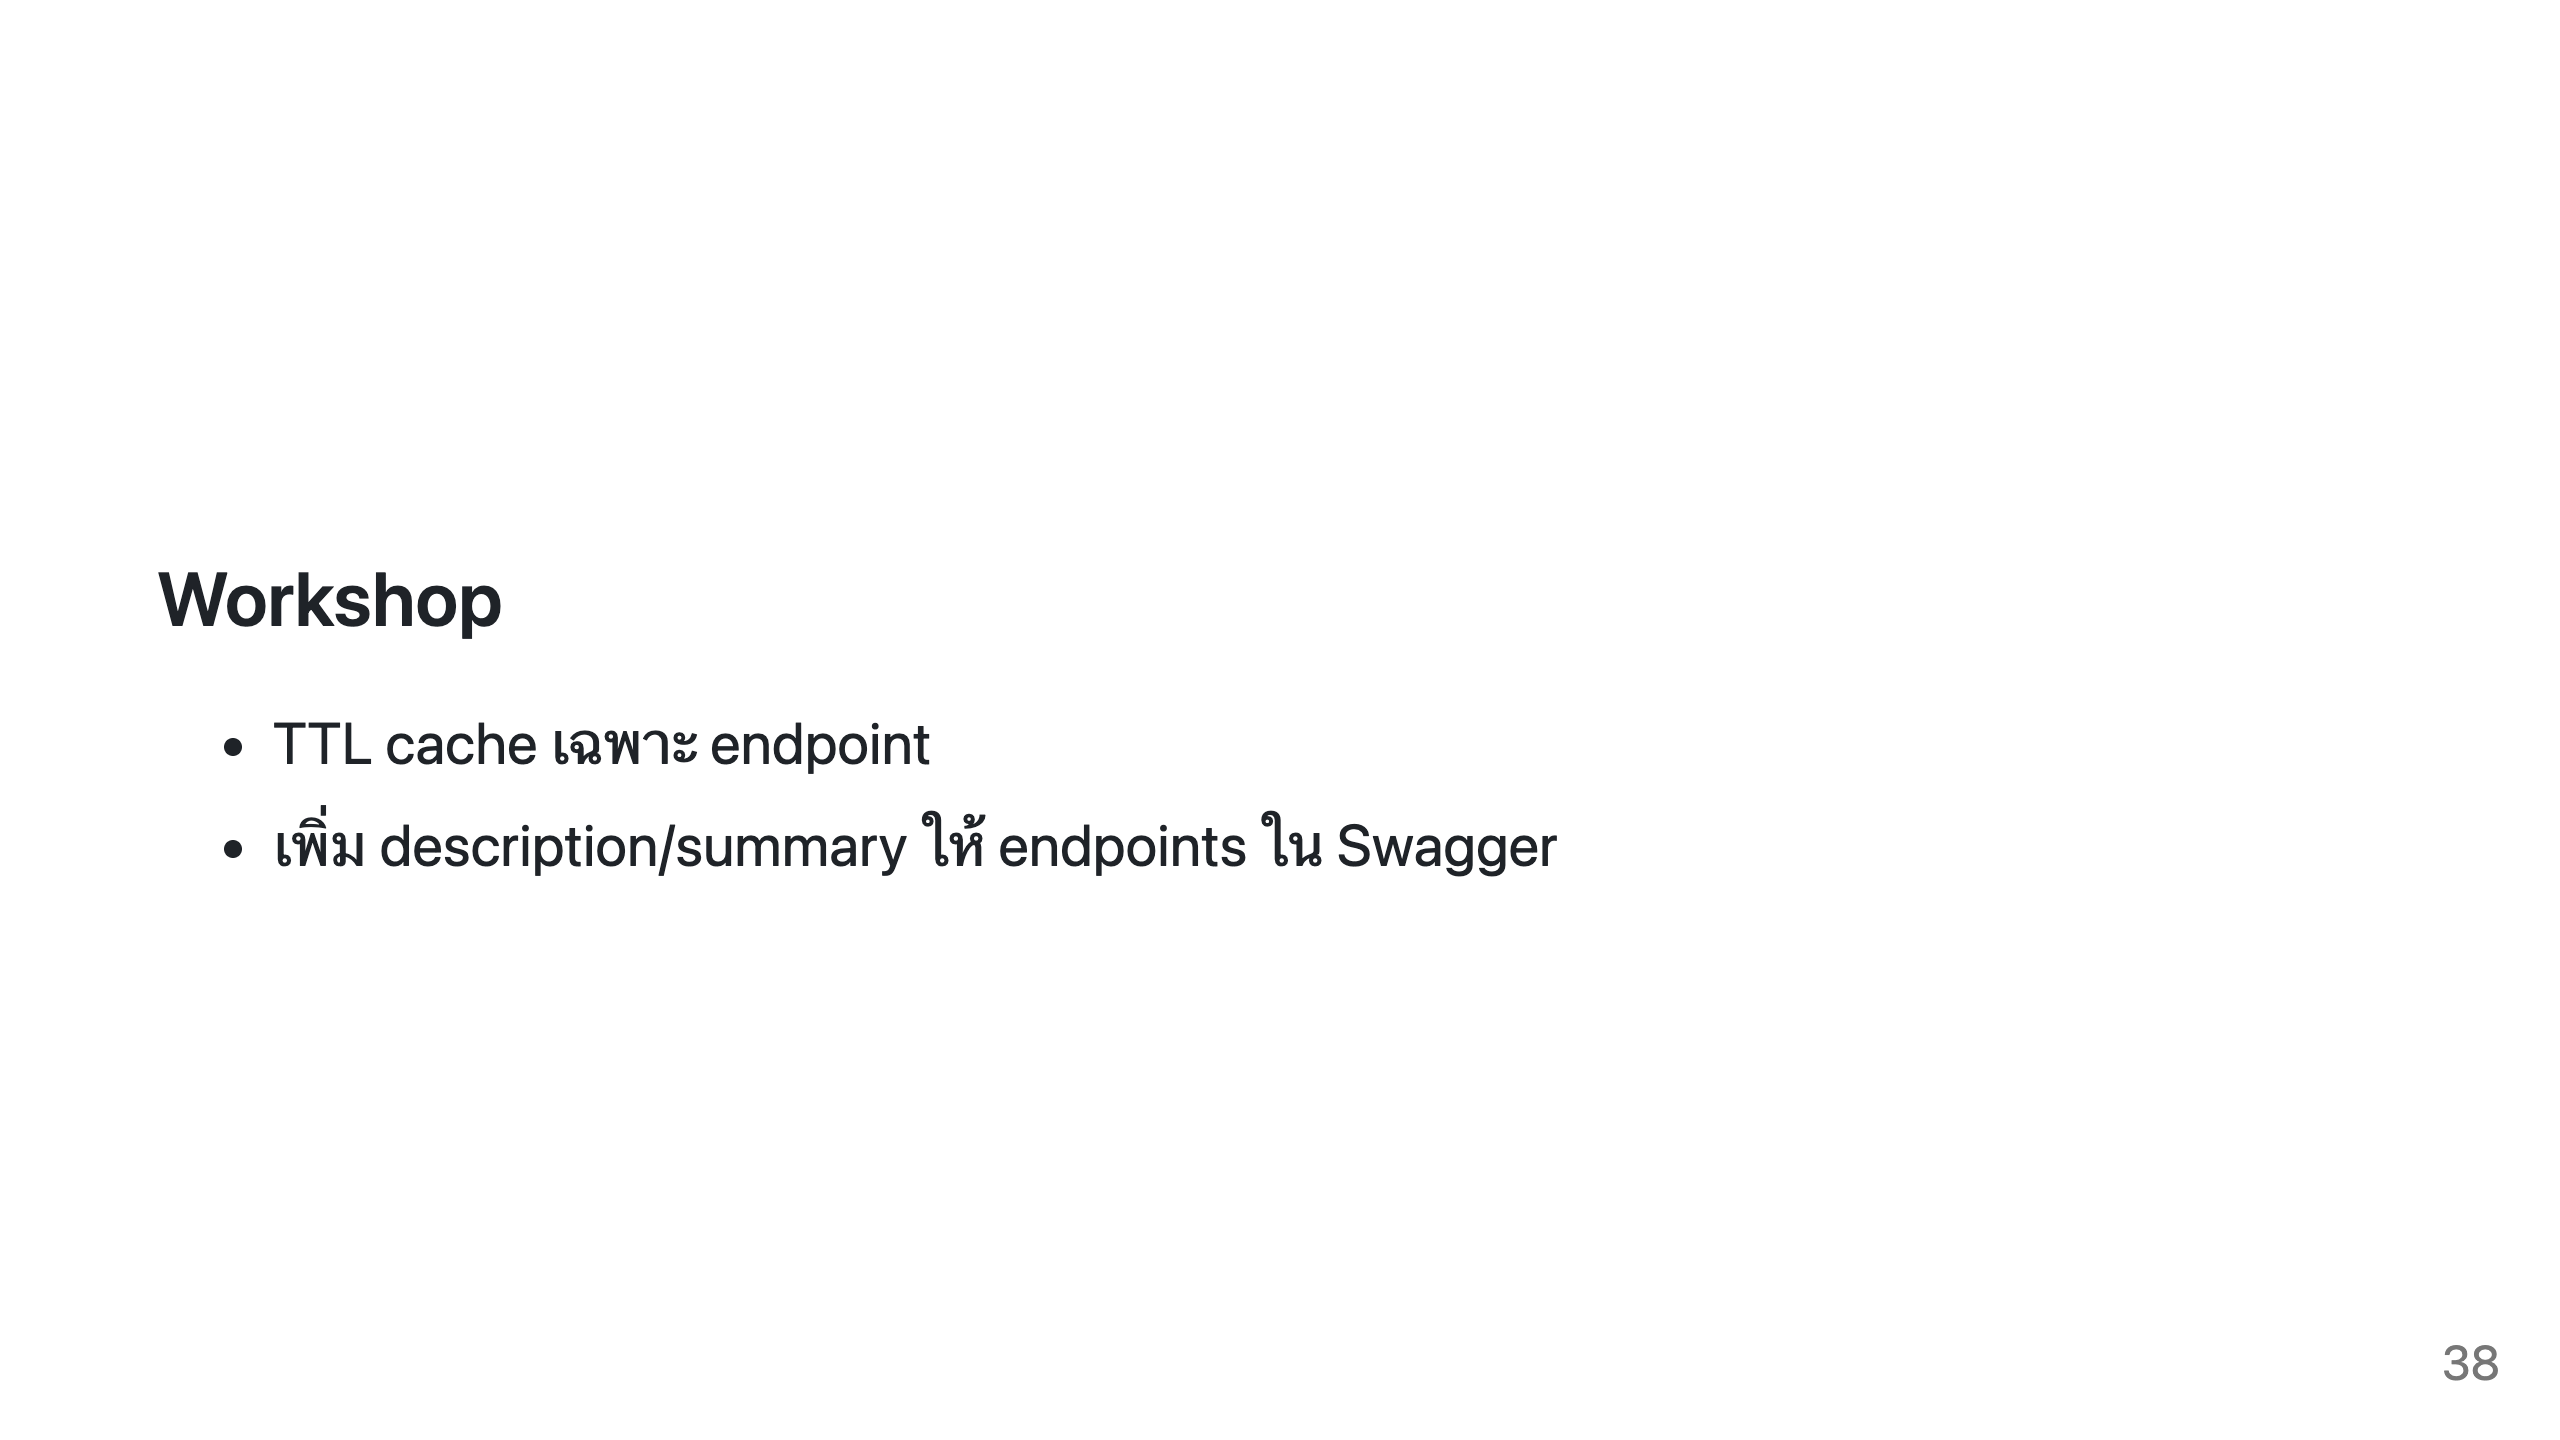 Workshop
• TTL cache เฉพาะ endpoint
• เพิ่ม description/summary ให้ endpoints ใน Swagger
38